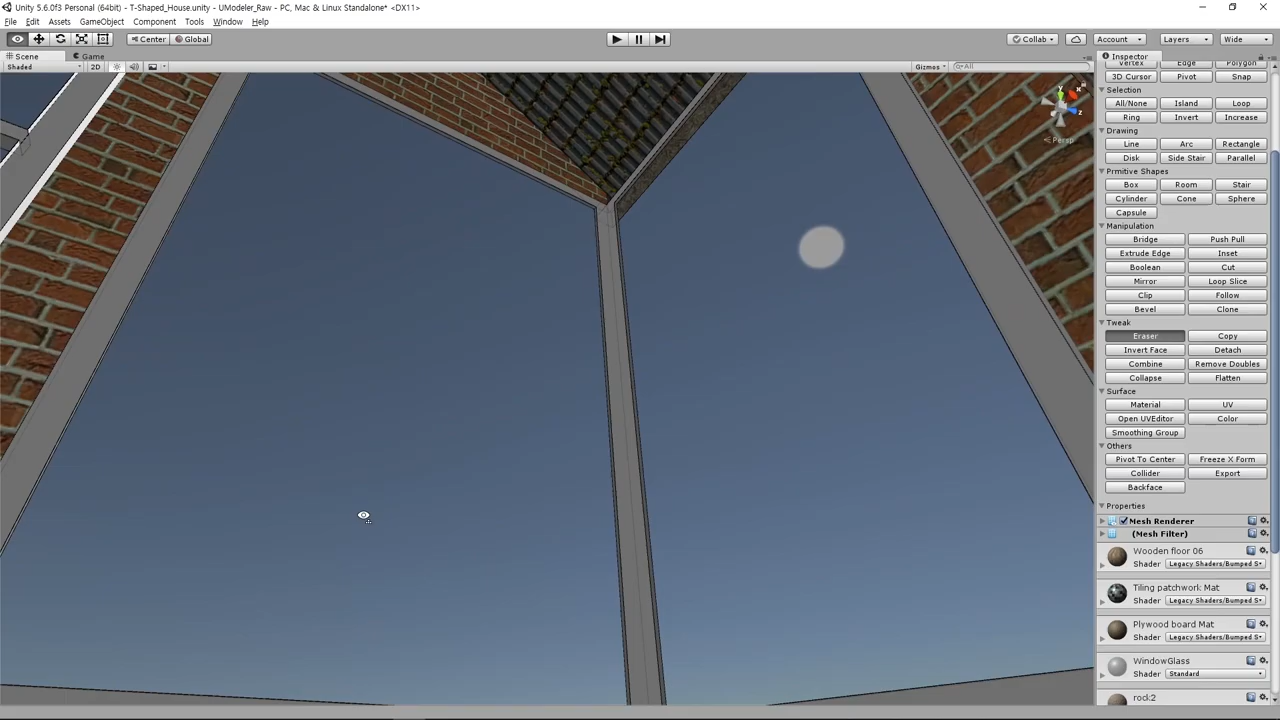 Unity 5.6.0f3 Personal (64bit) - T-Shaped_House.unity - UModeler_Raw - PC, Mac & Linux Standalone* <DX11>
File Edit Assets GameObject Component Tools Window Help
Center Global Collab Account Layers Wide
Scene Game Inspector
Shaded 2D Gizmos All
Vertex Edge Polygon
3D Cursor Pivot Snap
Selection
All/None Island Loop
Ring Invert Increase
Drawing
Line Arc Rectangle
Disk Side Stair Parallel
Prmitive Shapes
Box Room Stair
Cylinder Cone Sphere
Capsule
Manipulation
Bridge Push Pull
Extrude Edge Inset
Boolean Cut
Mirror Loop Slice
Clip Follow
Bevel Clone
Tweak
Eraser Copy
Invert Face Detach
Combine Remove Doubles
Collapse Flatten
Surface
Material UV
Open UVEditor Color
Smoothing Group
Others
Pivot To Center Freeze X Form
Collider Export
Backface
Properties
Mesh Renderer
(Mesh Filter)
Wooden floor 06
Shader Legacy Shaders/Bumped S
Tiling patchwork Mat
Shader Legacy Shaders/Bumped S
Plywood board Mat
Shader Legacy Shaders/Bumped S
WindowGlass
Shader Standard
rock2
y x z
Persp